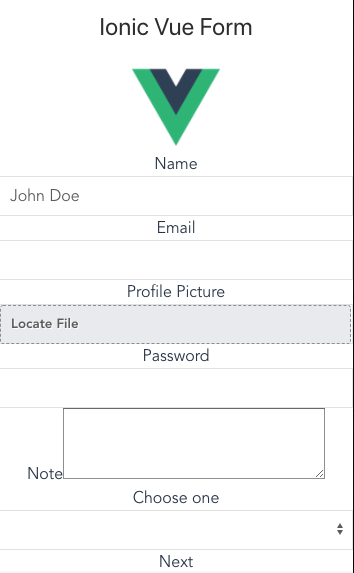 Ionic Vue Form
Name
John Doe
Email
Profile Picture
Locate File
Password
Note
Choose one
Next